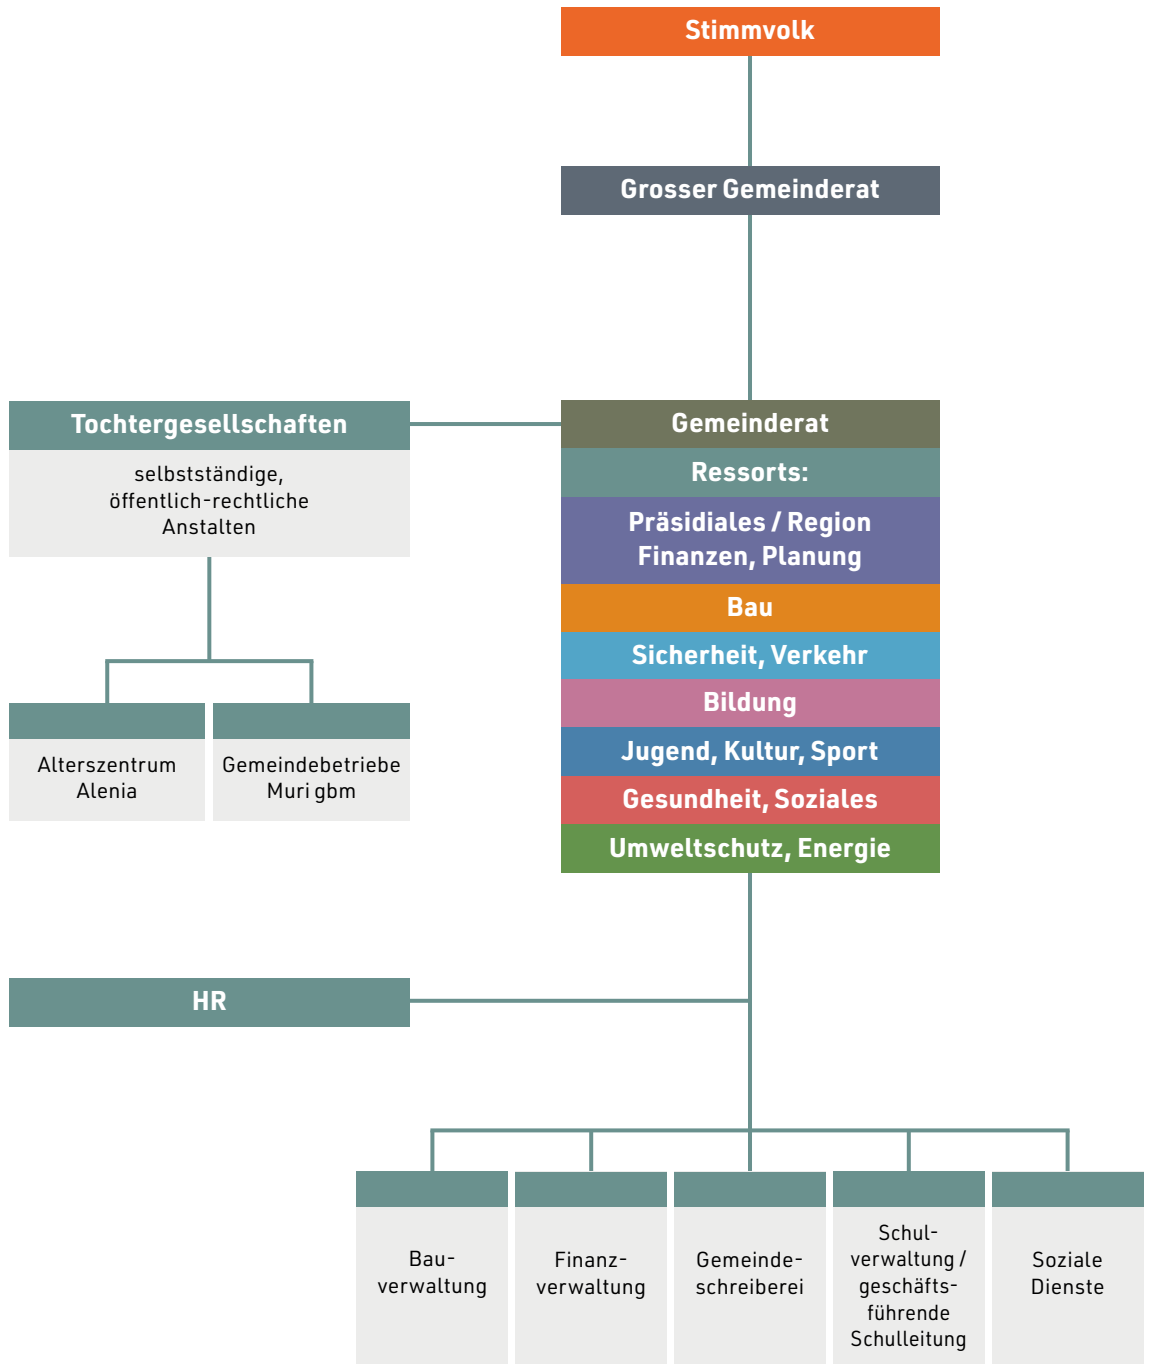 Stimmvolk
Grosser Gemeinderat
Tochtergesellschaften
selbstständige,
öffentlich-rechtliche
Anstalten
Alterszentrum
Alenia
Gemeindebetriebe
Muri gbm
Gemeinderat
Ressorts:
Präsidiales / Region
Finanzen, Planung
Bau
Sicherheit, Verkehr
Bildung
Jugend, Kultur, Sport
Gesundheit, Soziales
Umweltschutz, Energie
HR
Bau-
verwaltung
Finanz-
verwaltung
Gemeinde-
schreiberei
Schul-
verwaltung /
geschäfts-
führende
Schulleitung
Soziale
Dienste